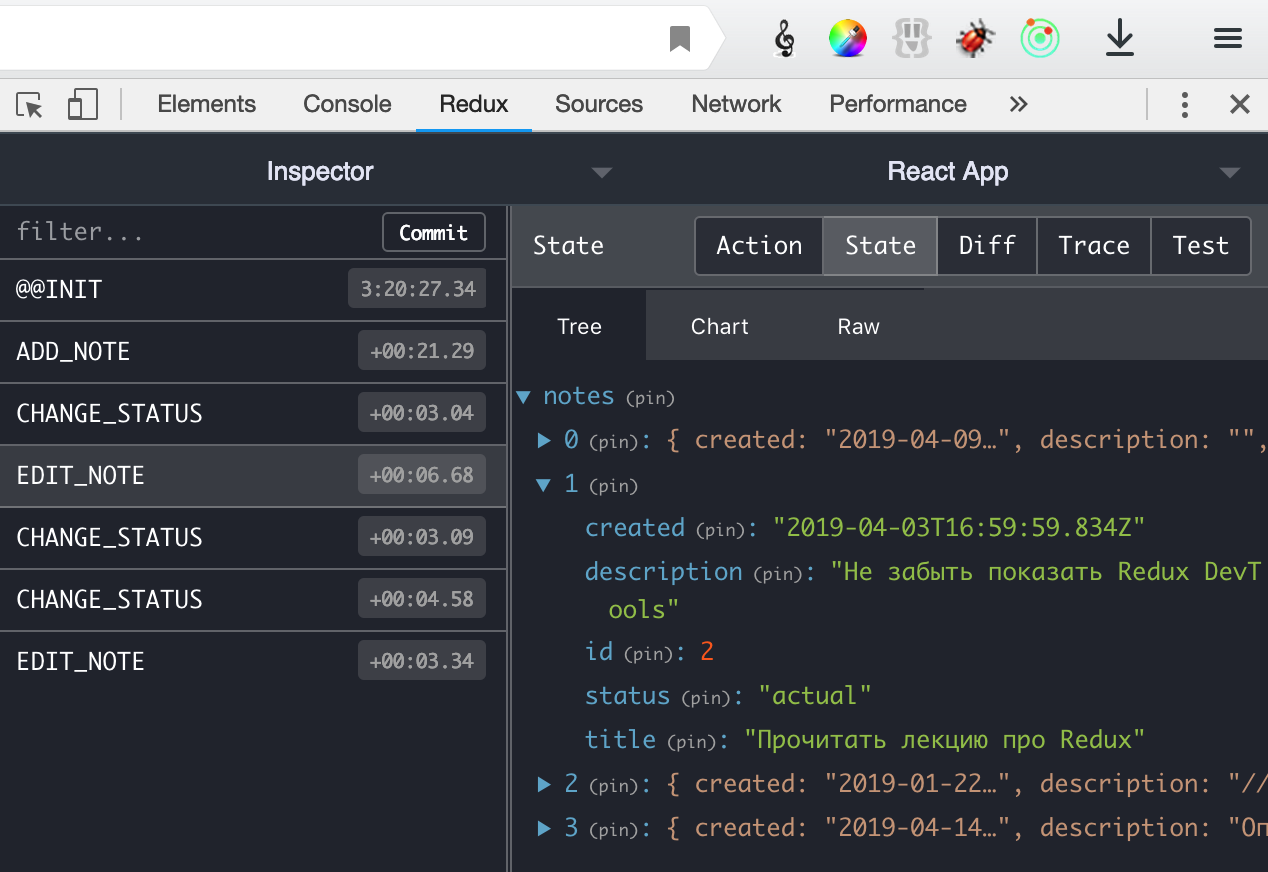 Elements Console Redux Sources Network Performance »
Inspector React App
filter... Commit
@@INIT 3:20:27.34
ADD_NOTE +00:21.29
CHANGE_STATUS +00:03.04
EDIT_NOTE +00:06.68
CHANGE_STATUS +00:03.09
CHANGE_STATUS +00:04.58
EDIT_NOTE +00:03.34
State Action State Diff Trace Test
Tree Chart Raw
notes (pin)
0 (pin): { created: "2019-04-09…", description: "",
1 (pin)
created (pin): "2019-04-03T16:59:59.834Z"
description (pin): "Не забыть показать Redux DevT
ools"
id (pin): 2
status (pin): "actual"
title (pin): "Прочитать лекцию про Redux"
2 (pin): { created: "2019-01-22…", description: "//
3 (pin): { created: "2019-04-14…", description: "Оп